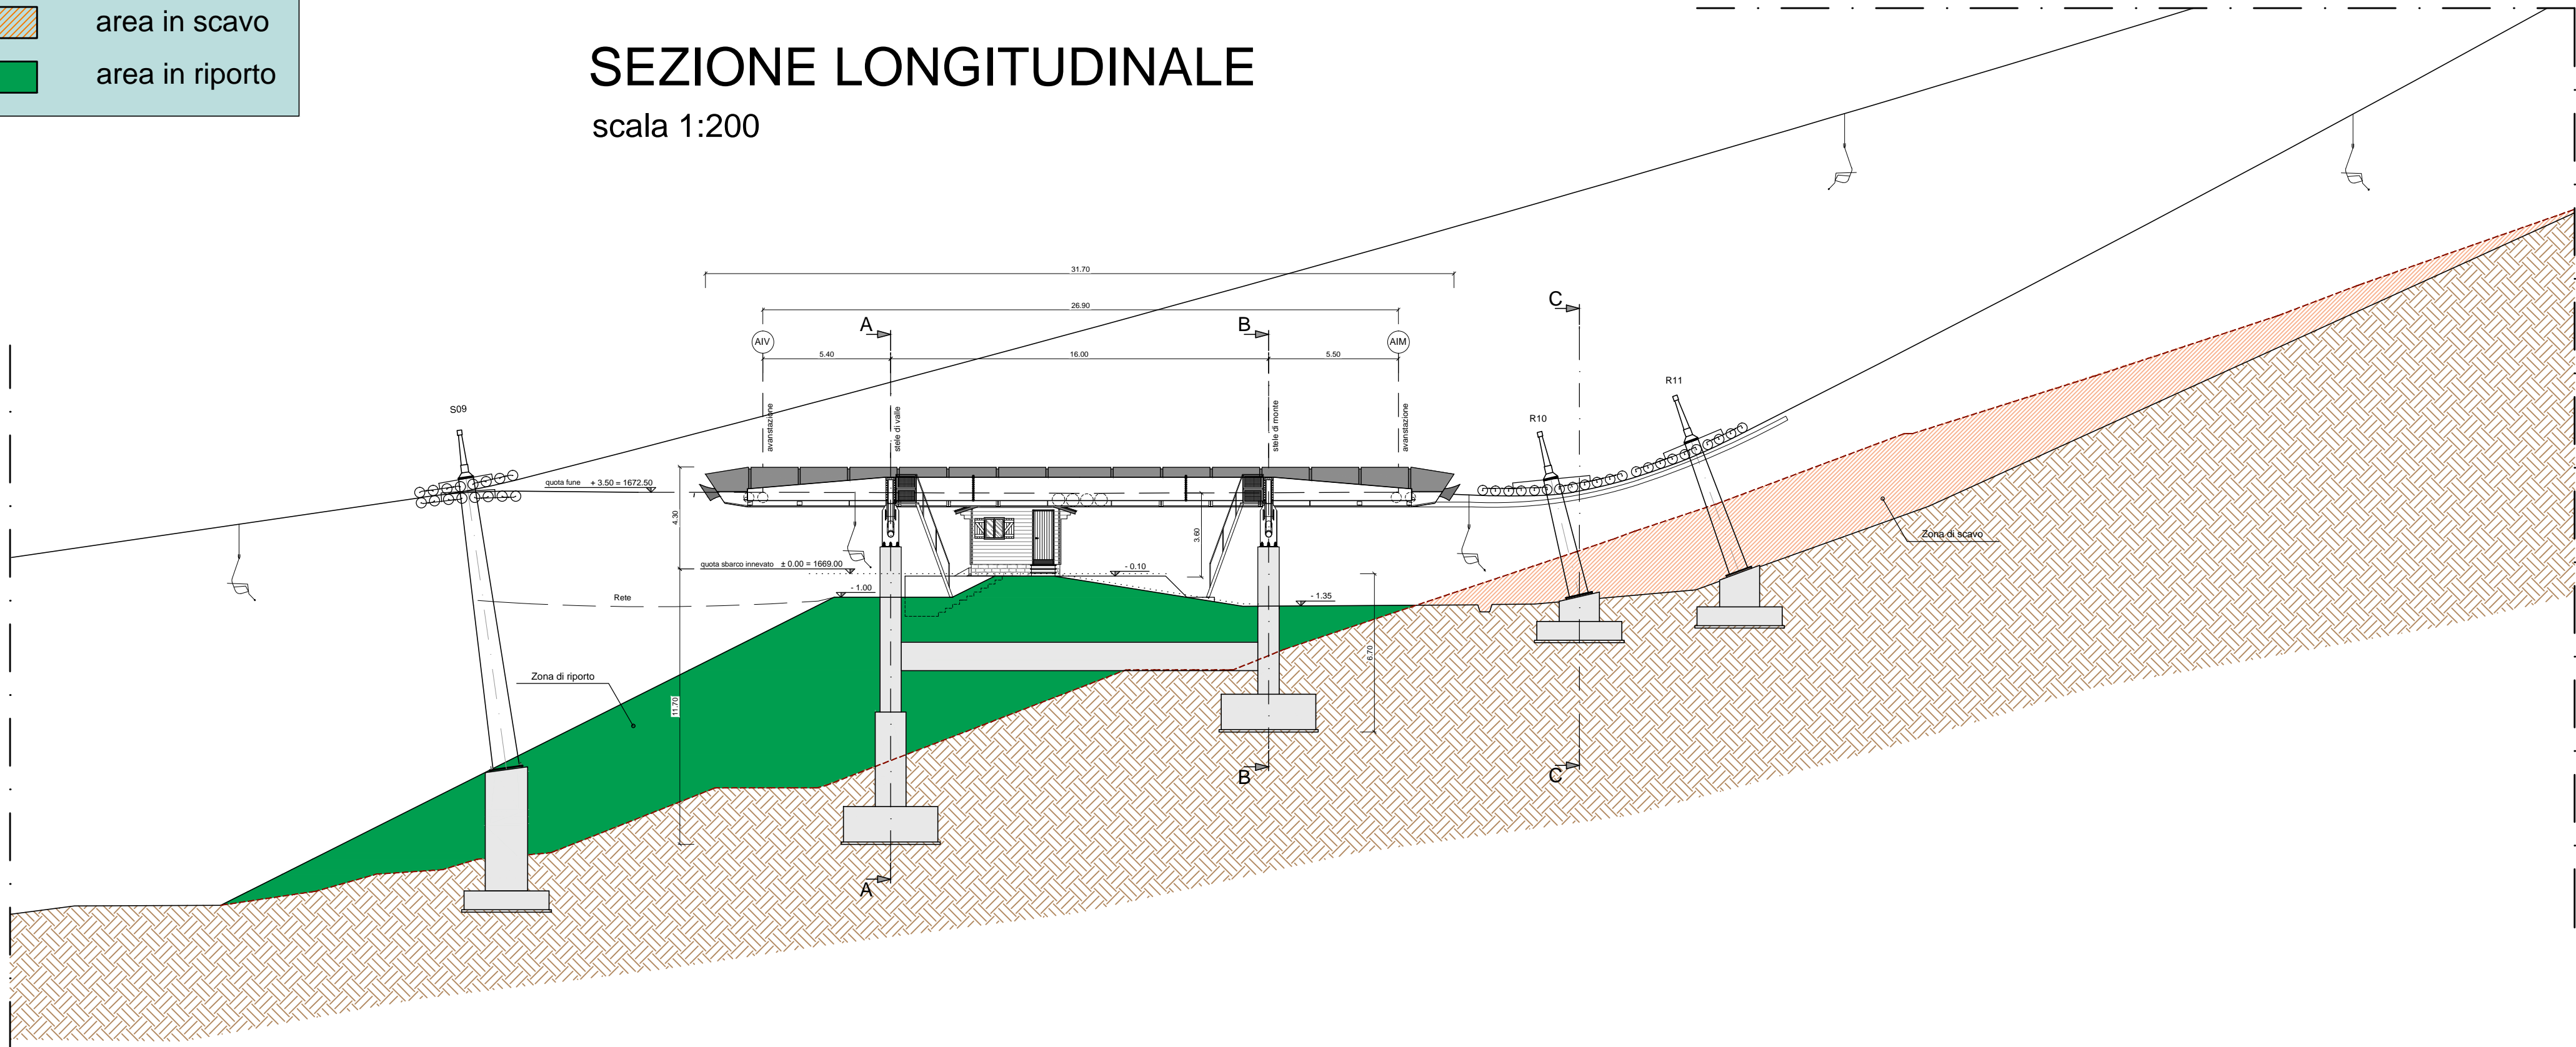 area in scavo
area in riporto
SEZIONE LONGITUDINALE
scala 1:200
31.70
26.90
A
B
C
AIV
AIM
5.40
16.00
5.50
R11
S09
R10
avanstazione
stele di valle
stele di monte
avanstazione
quota fune + 3.50 = 1672.50
4.30
3.60
Zona di scavo
quota sbarco innevato ± 0.00 = 1669.00
- 0.10
- 1.00
Rete
- 1.35
6.70
Zona di riporto
11.70
B
C
A